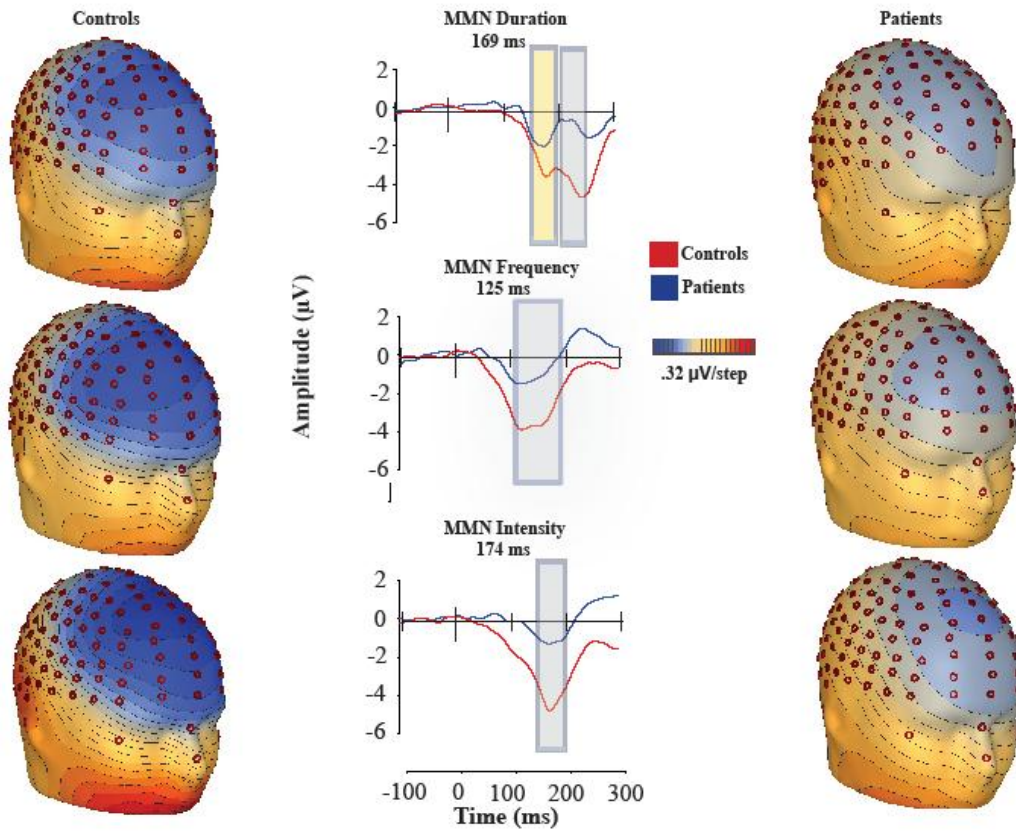 Controls
MMN Duration
169 ms
Patients
2
0
-2
-4
-6
Controls
Patients
.32 µV/step
MMN Frequency
125 ms
Amplitude (µV)
2
0
-2
-4
-6
MMN Intensity
174 ms
2
0
-2
-4
-6
-100 0 100 200 300
Time (ms)